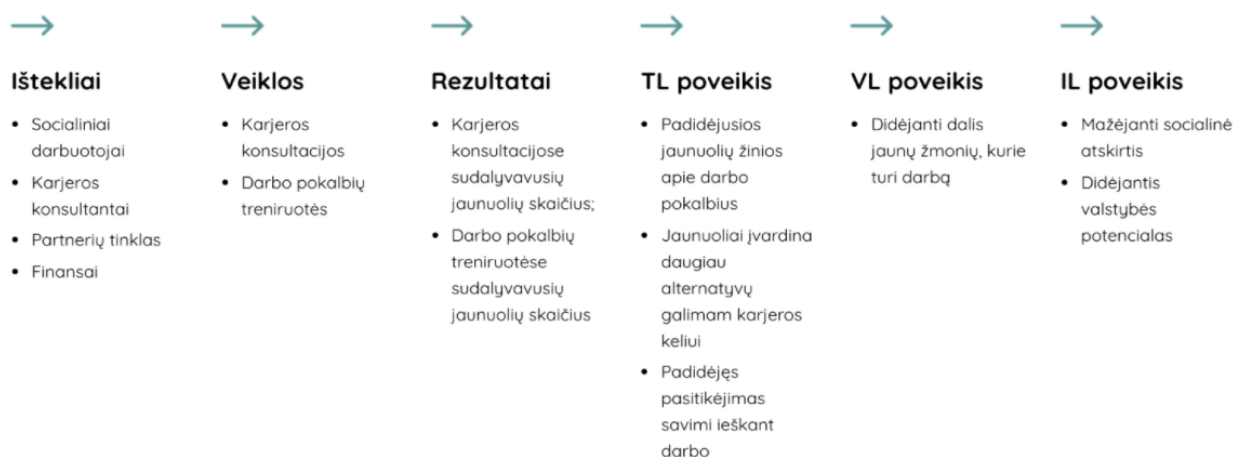 Ištekliai
• Socialiniai
darbuotojai
• Karjeros
konsultantai
• Partnerių tinklas
• Finansai
Veiklos
• Karjeros
konsultacijos
• Darbo pokalbių
treniruotės
Rezultatai
• Karjeros
konsultacijose
sudalyvavusių
jaunuolių skaičius;
• Darbo pokalbių
treniruotėse
sudalyvavusių
jaunuolių skaičius
TL poveikis
• Padidėjusios
jaunuolių žinios
apie darbo
pokalbius
• Jaunuoliai įvardina
daugiau
alternatyvų
galimam karjeros
keliui
• Padidėjęs
pasitikėjimas
savimi ieškant
darbo
VL poveikis
• Didėjanti dalis
jaunų žmonių, kurie
turi darbą
IL poveikis
• Mažėjanti socialinė
atskirtis
• Didėjantis
valstybės
potencialas